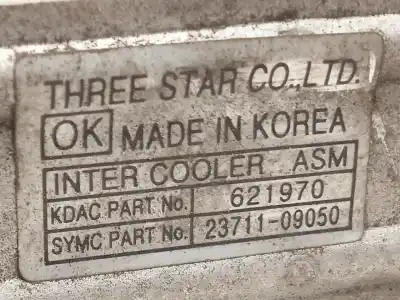 THREE STAR CO.,LTD.
OK MADE IN KOREA
INTER COOLER ASM
KDAC PART No. 621970
SYMC PART No. 23711-09050